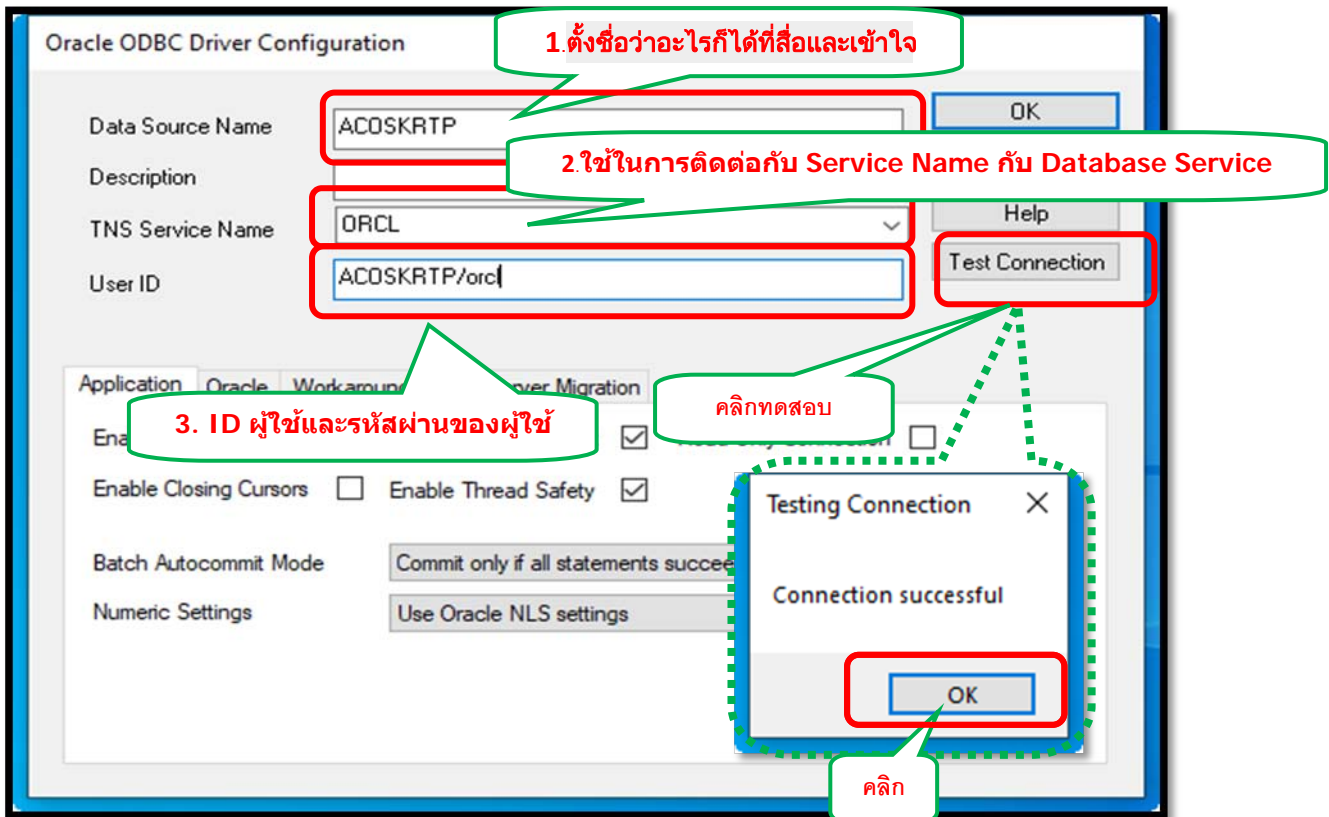 Oracle ODBC Driver Configuration
1.ตั้งชื่อว่าอะไรก็ได้ที่สื่อและเข้าใจ
Data Source Name
ACOSKRTP
OK
2.ใช้ในการติดต่อกับ Service Name กับ Database Service
Description
TNS Service Name
ORCL
Help
User ID
ACOSKRTP/orcl
Test Connection
Application
Oracle
Migration
3. ID ผู้ใช้และรหัสผ่านของผู้ใช้
คลิกทดสอบ
Enable Closing Cursors
Enable Thread Safety
Testing Connection
Batch Autocommit Mode
Commit only if all statements
Connection successful
Numeric Settings
Use Oracle NLS settings
OK
คลิก